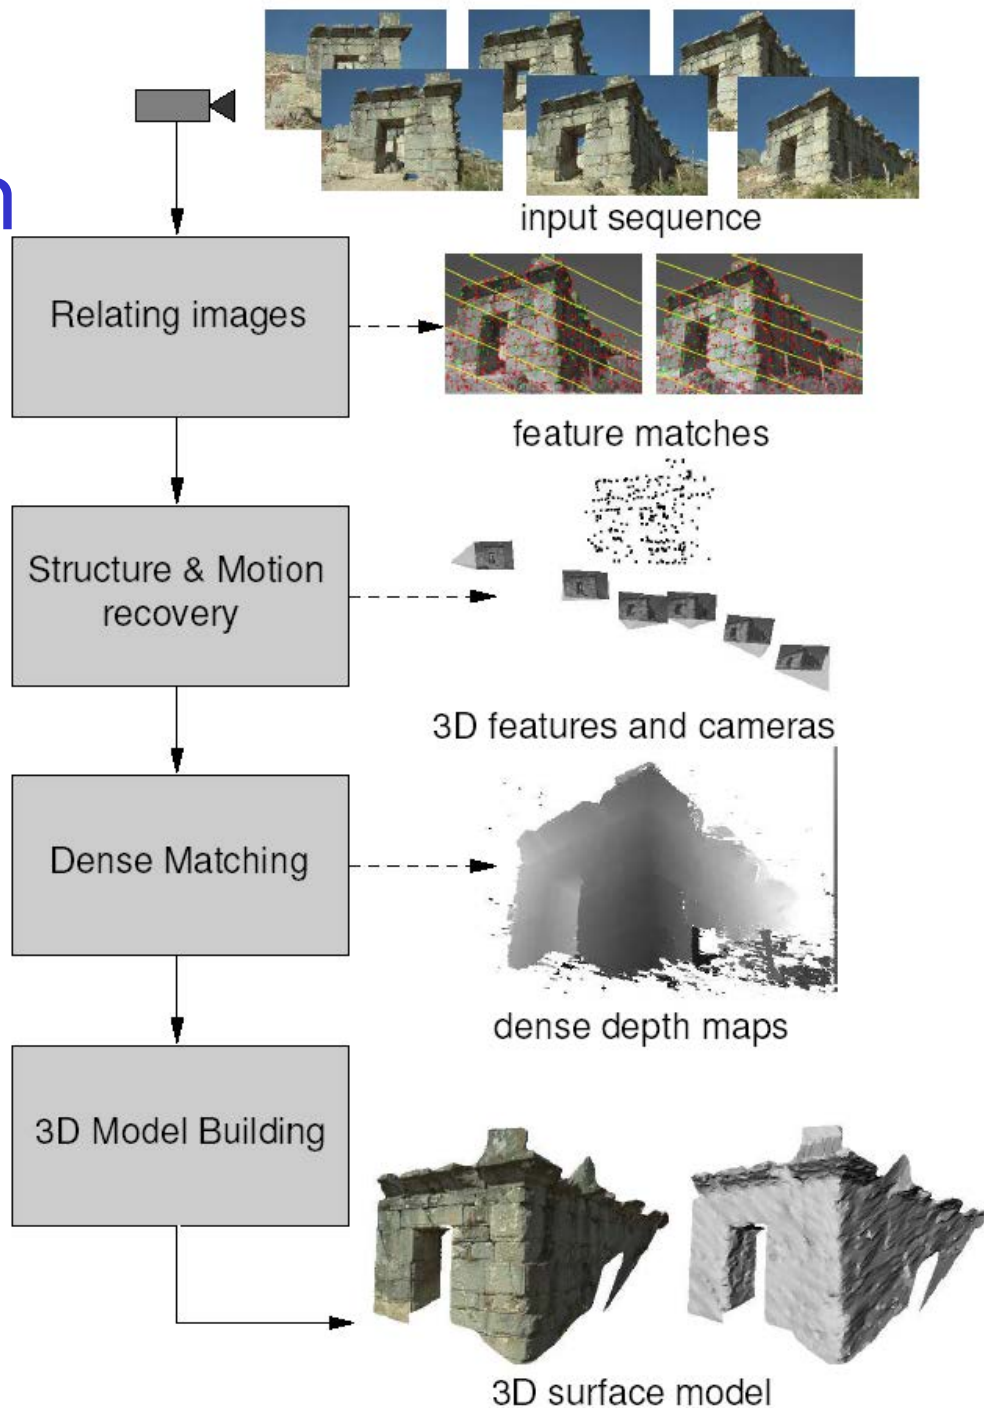 input sequence
Relating images
feature matches
Structure & Motion
recovery
3D features and cameras
Dense Matching
dense depth maps
3D Model Building
3D surface model